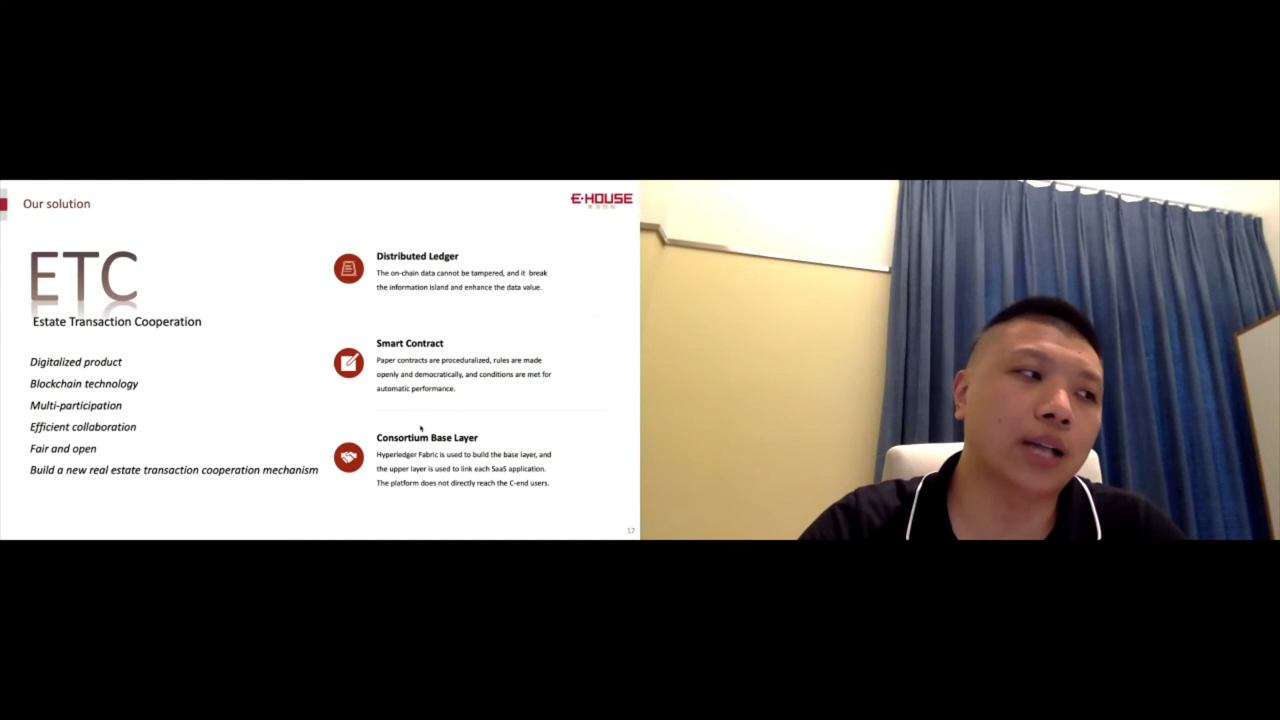 Our solution
E·HOUSE
ETC
Estate Transaction Cooperation
Digitalized product
Blockchain technology
Multi-participation
Efficient collaboration
Fair and open
Build a new real estate transaction cooperation mechanism
Distributed Ledger
The on-chain data cannot be tampered, and it break
the information island and enhance the data value.
Smart Contract
Paper contracts are proceduralized, rules are made
openly and democratically, and conditions are met for
automatic performance.
Consortium Base Layer
Hyperledger Fabric is used to build the base layer, and
the upper layer is used to link each SaaS application.
The platform does not directly reach the C-end users.
17